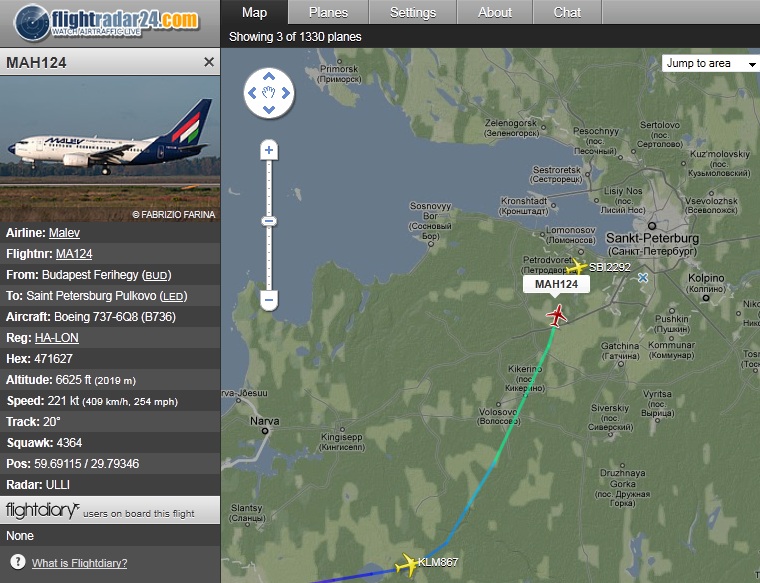 flightradar24.com
WATCH AIRTRAFFIC LIVE
Map
Planes
Settings
About
Chat
Showing 3 of 1330 planes
MAH124
MALEV
© FABRIZIO FARINA
Airline: Malev
Flightnr: MA124
From: Budapest Ferihegy (BUD)
To: Saint Petersburg Pulkovo (LED)
Aircraft: Boeing 737-6Q8 (B736)
Reg: HA-LON
Hex: 471627
Altitude: 6625 ft (2019 m)
Speed: 221 kt (409 km/h, 254 mph)
Track: 20°
Squawk: 4364
Pos: 59.69115 / 29.79346
Radar: ULLI
flightdiary users on board this flight
None
? What is Flightdiary?
Jump to area
Primorsk
(Приморск)
Zelenogorsk
(Зеленогорск)
Pesochnyy
(пос.
Песочный)
Sertolovo
(пос.
Сертолово)
Kuz'molovskiy
(пос.
Кузьмоловский)
Sestroretsk
(Сестрорецк)
Lisiy Nos
(пос.
Лисий Нос)
Vsevolozhsk
(Всеволожск)
Kronshtadt
(Кронштадт)
Sosnovyy
Bor
(Сосновый
Бор)
Lomonosov
(Ломоносов)
Sankt-Peterburg
(Санкт-Петербург)
Petrodvorets
(Петродворец)
SBI2292
MAH124
Kolpino
(Колпино)
Pushkin
(Пушкин)
Gatchina
(Гатчина)
Kommunar
(Коммунар)
Kikerino
(пос.
Кикерино)
Vyritsa
(пос.
Вырица)
Siverskiy
(пос.
Сиверский)
Volosovo
(Волосово)
rva-Jõesuu
Narva
Kingisepp
(Кингисепп)
Druzhnaya
Gorka
(пос. Дружная
Горка)
Slantsy
(Сланцы)
KLM867